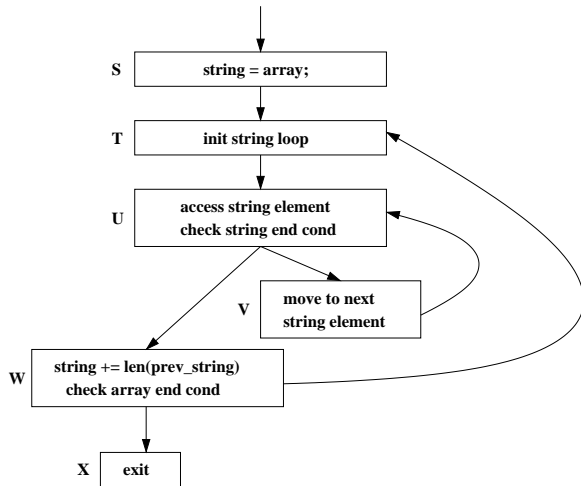 S
string = array;
T
init string loop
U
access string element
check string end cond
V
move to next
string element
W
string += len(prev_string)
check array end cond
X
exit